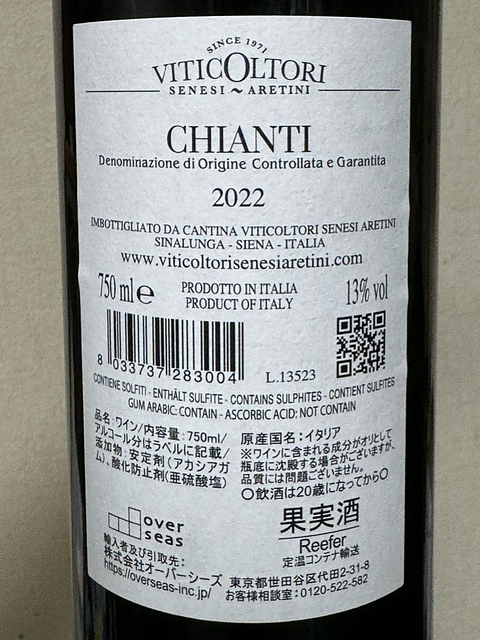 SINCE 1971
VITICOLTORI
SENESI ~ ARETINI
CHIANTI
Denominazione di Origine Controllata e Garantita
2022
IMBOTTIGLIATO DA CANTINA VITICOLTORI SENESI ARETINI
SINALUNGA - SIENA - ITALIA
www.viticoltorisenesiaretini.com
750 ml℮
PRODOTTO IN ITALIA
PRODUCT OF ITALY
13% vol
8 033737 283004
L.13523
CONTIENE SOLFITI - ENTHÄLT SULFITE - CONTAINS SULPHITES - CONTIENT SULFITES
GUM ARABIC: CONTAIN - ASCORBIC ACID: NOT CONTAIN
品名:ワイン/内容量:750ml/
アルコール分はラベルに記載/
添加物:安定剤(アカシアガ
ム)、酸化防止剤(亜硫酸塩)
原産国名:イタリア
※ワインに含まれる成分がオリとして
瓶底に沈殿する場合がございますが、
品質には問題ございません。
○飲酒は20歳になってから○
over
seas
果実酒
Reefer
定温コンテナ輸送
輸入者及び引取先:
株式会社オーバーシーズ
https://overseas-inc.jp/
東京都世田谷区代田2-31-8
お客様相談室:0120-522-582